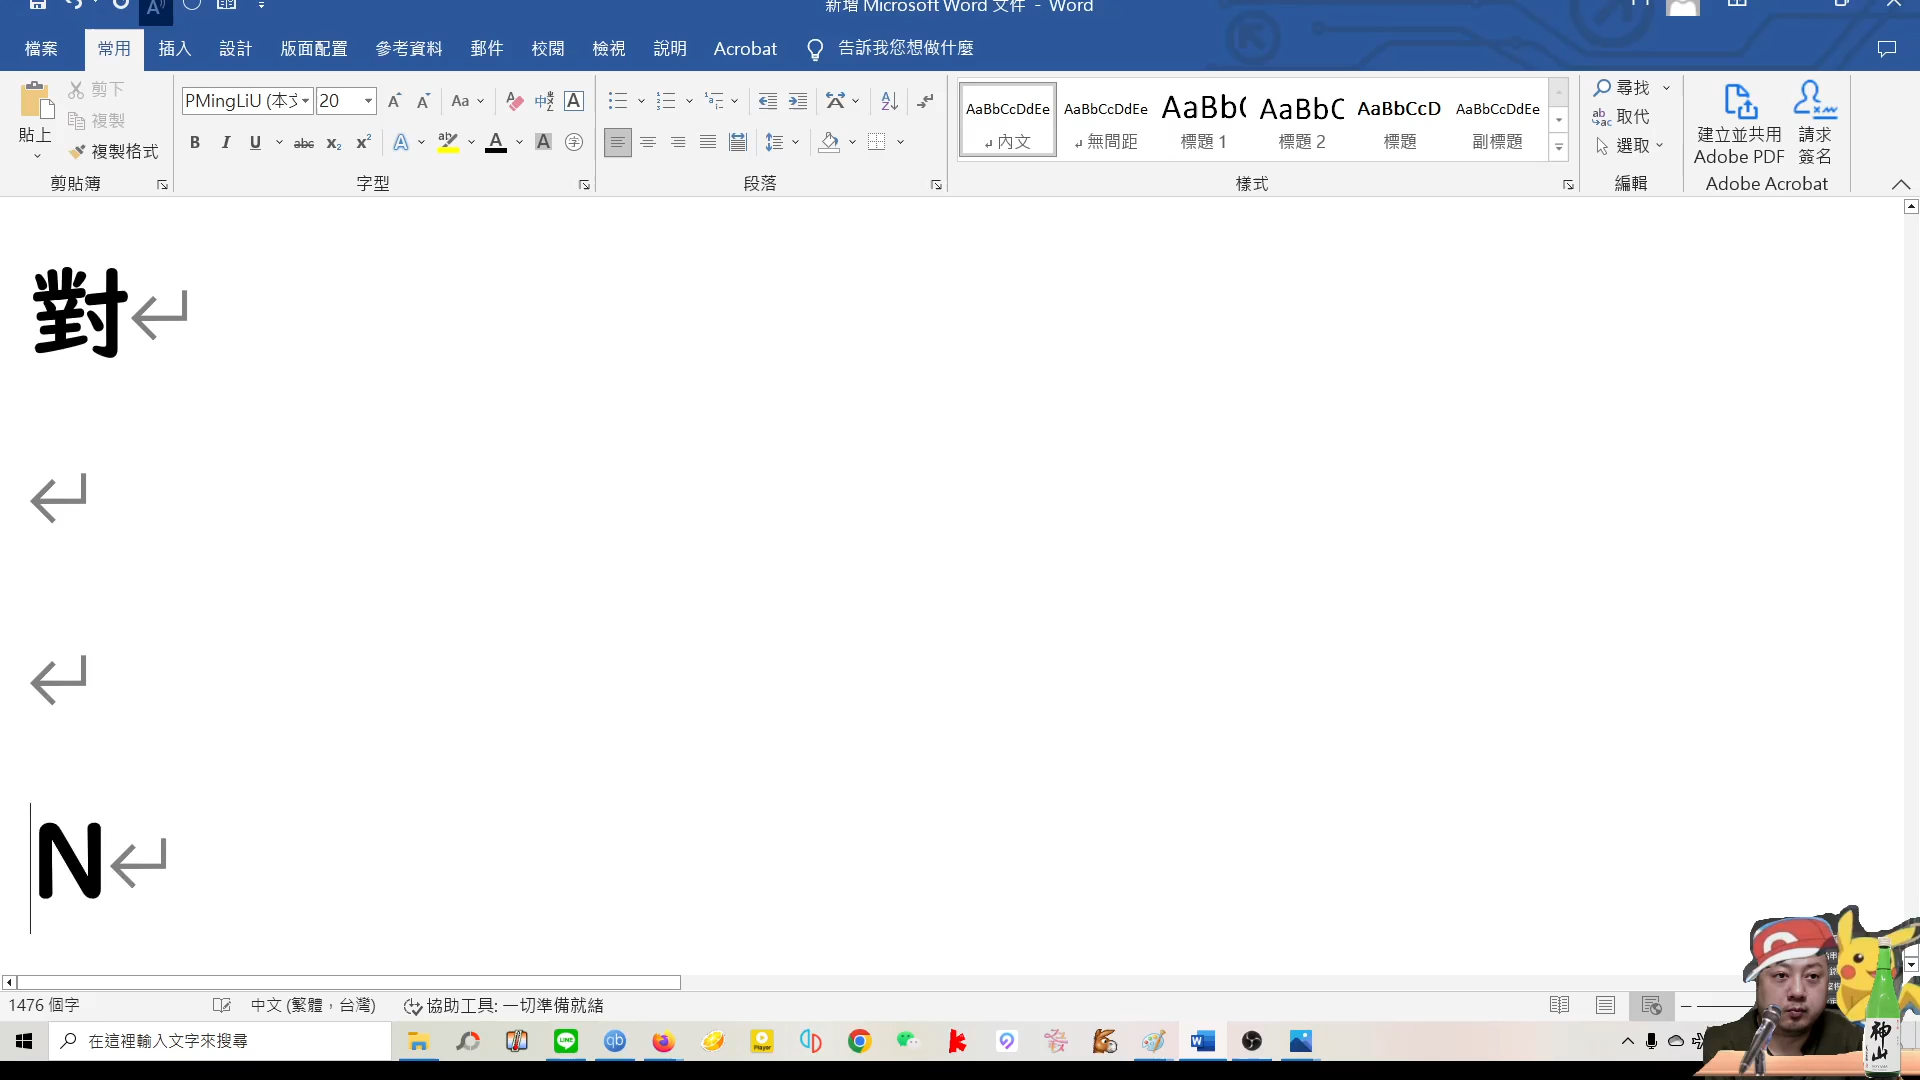 新增 Microsoft Word 文件 - Word
檔案 常用 插入 設計 版面配置 參考資料 郵件 校閱 檢視 說明 Acrobat 告訴我您想做什麼
貼上
剪下
複製
複製格式
剪貼簿
PMingLiU (本文 20
字型
段落
AaBbCcDdEe AaBbCcDdEe AaBb( AaBbC AaBbCcD AaBbCcDdEe
內文 無間距 標題 1 標題 2 標題 副標題
樣式
尋找
取代
選取
編輯
建立並共用
Adobe PDF
請求
簽名
Adobe Acrobat
對
N
1476 個字 中文 (繁體，台灣) 協助工具: 一切準備就緒
在這裡輸入文字來搜尋
神山